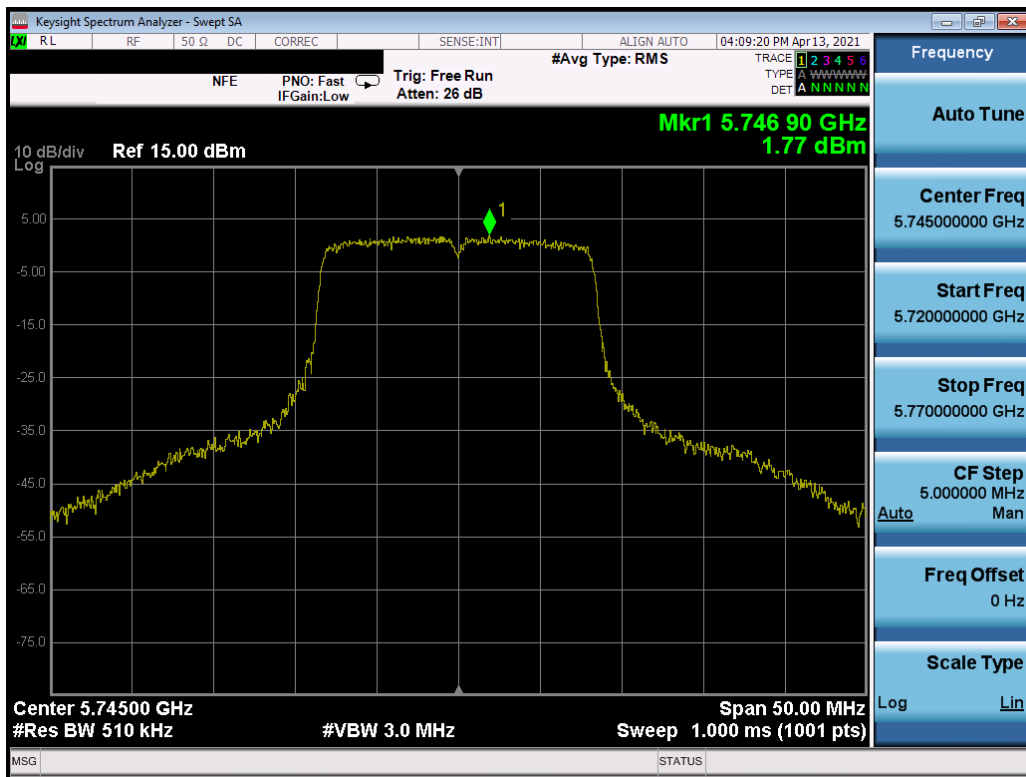 Keysight Spectrum Analyzer - Swept SA
LXI RL RF 50 Ω DC CORREC SENSE:INT ALIGN AUTO 04:09:20 PM Apr 13, 2021
NFE PNO: Fast Trig: Free Run #Avg Type: RMS TRACE 1 2 3 4 5 6
IFGain:Low Atten: 26 dB TYPE A WWWWW
DET A N N N N N
Mkr1 5.746 90 GHz
1.77 dBm
10 dB/div Ref 15.00 dBm
Log
1
5.00
-5.00
-15.0
-25.0
-35.0
-45.0
-55.0
-65.0
-75.0
Center 5.74500 GHz Span 50.00 MHz
#Res BW 510 kHz #VBW 3.0 MHz Sweep 1.000 ms (1001 pts)
MSG STATUS
Frequency
Auto Tune
Center Freq
5.745000000 GHz
Start Freq
5.720000000 GHz
Stop Freq
5.770000000 GHz
CF Step
5.000000 MHz
Auto Man
Freq Offset
0 Hz
Scale Type
Log Lin